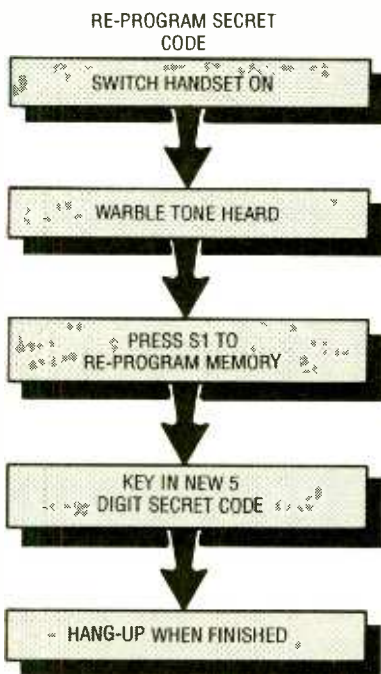 RE-PROGRAM SECRET
CODE
SWITCH HANDSET ON
WARBLE TONE HEARD
PRESS S1 TO
RE-PROGRAM MEMORY
KEY IN NEW 5
DIGIT SECRET CODE
HANG-UP WHEN FINISHED